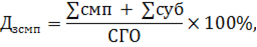 Дзсмп = (∑смп + ∑суб) / СГО × 100%,